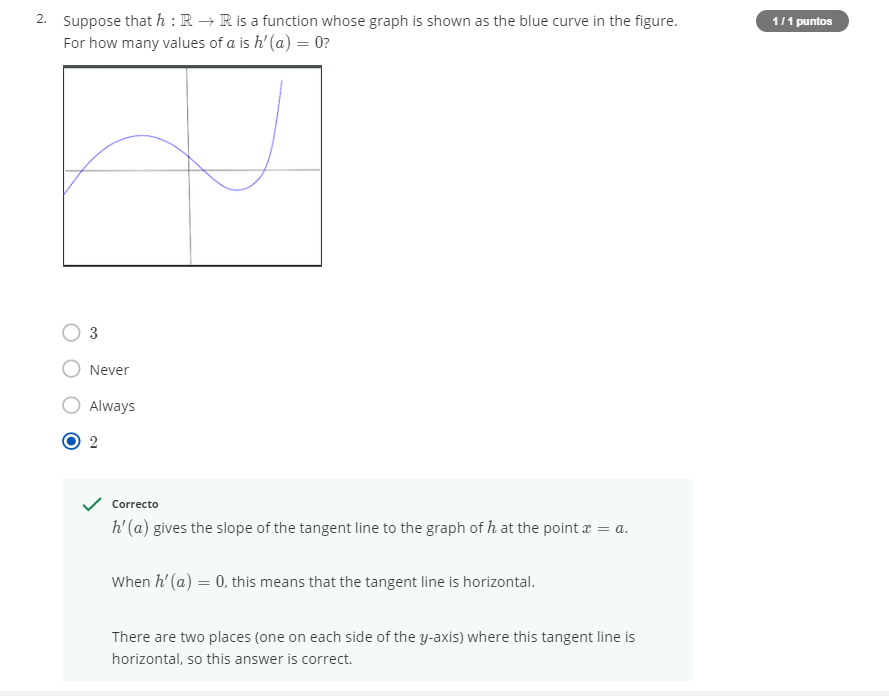 2. Suppose that h : ℝ → ℝ is a function whose graph is shown as the blue curve in the figure.
1 / 1 puntos
For how many values of a is h′(a) = 0?
3
Never
Always
2
Correcto
h′(a) gives the slope of the tangent line to the graph of h at the point x = a.
When h′(a) = 0, this means that the tangent line is horizontal.
There are two places (one on each side of the y-axis) where this tangent line is
horizontal, so this answer is correct.